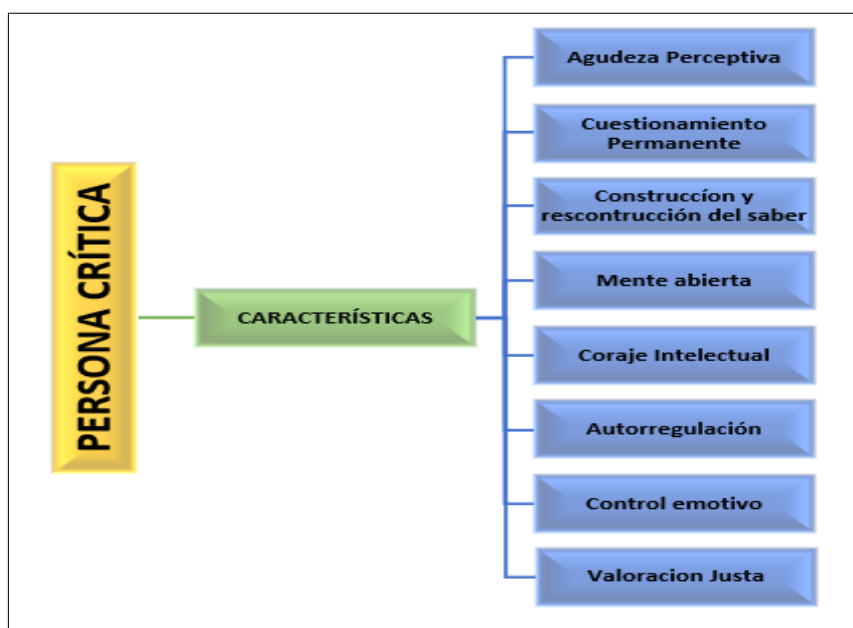 PERSONA CRÍTICA
CARACTERÍSTICAS
Agudeza Perceptiva
Cuestionamiento
Permanente
Construccíon y
rescontrucción del saber
Mente abierta
Coraje Intelectual
Autorregulación
Control emotivo
Valoracion Justa